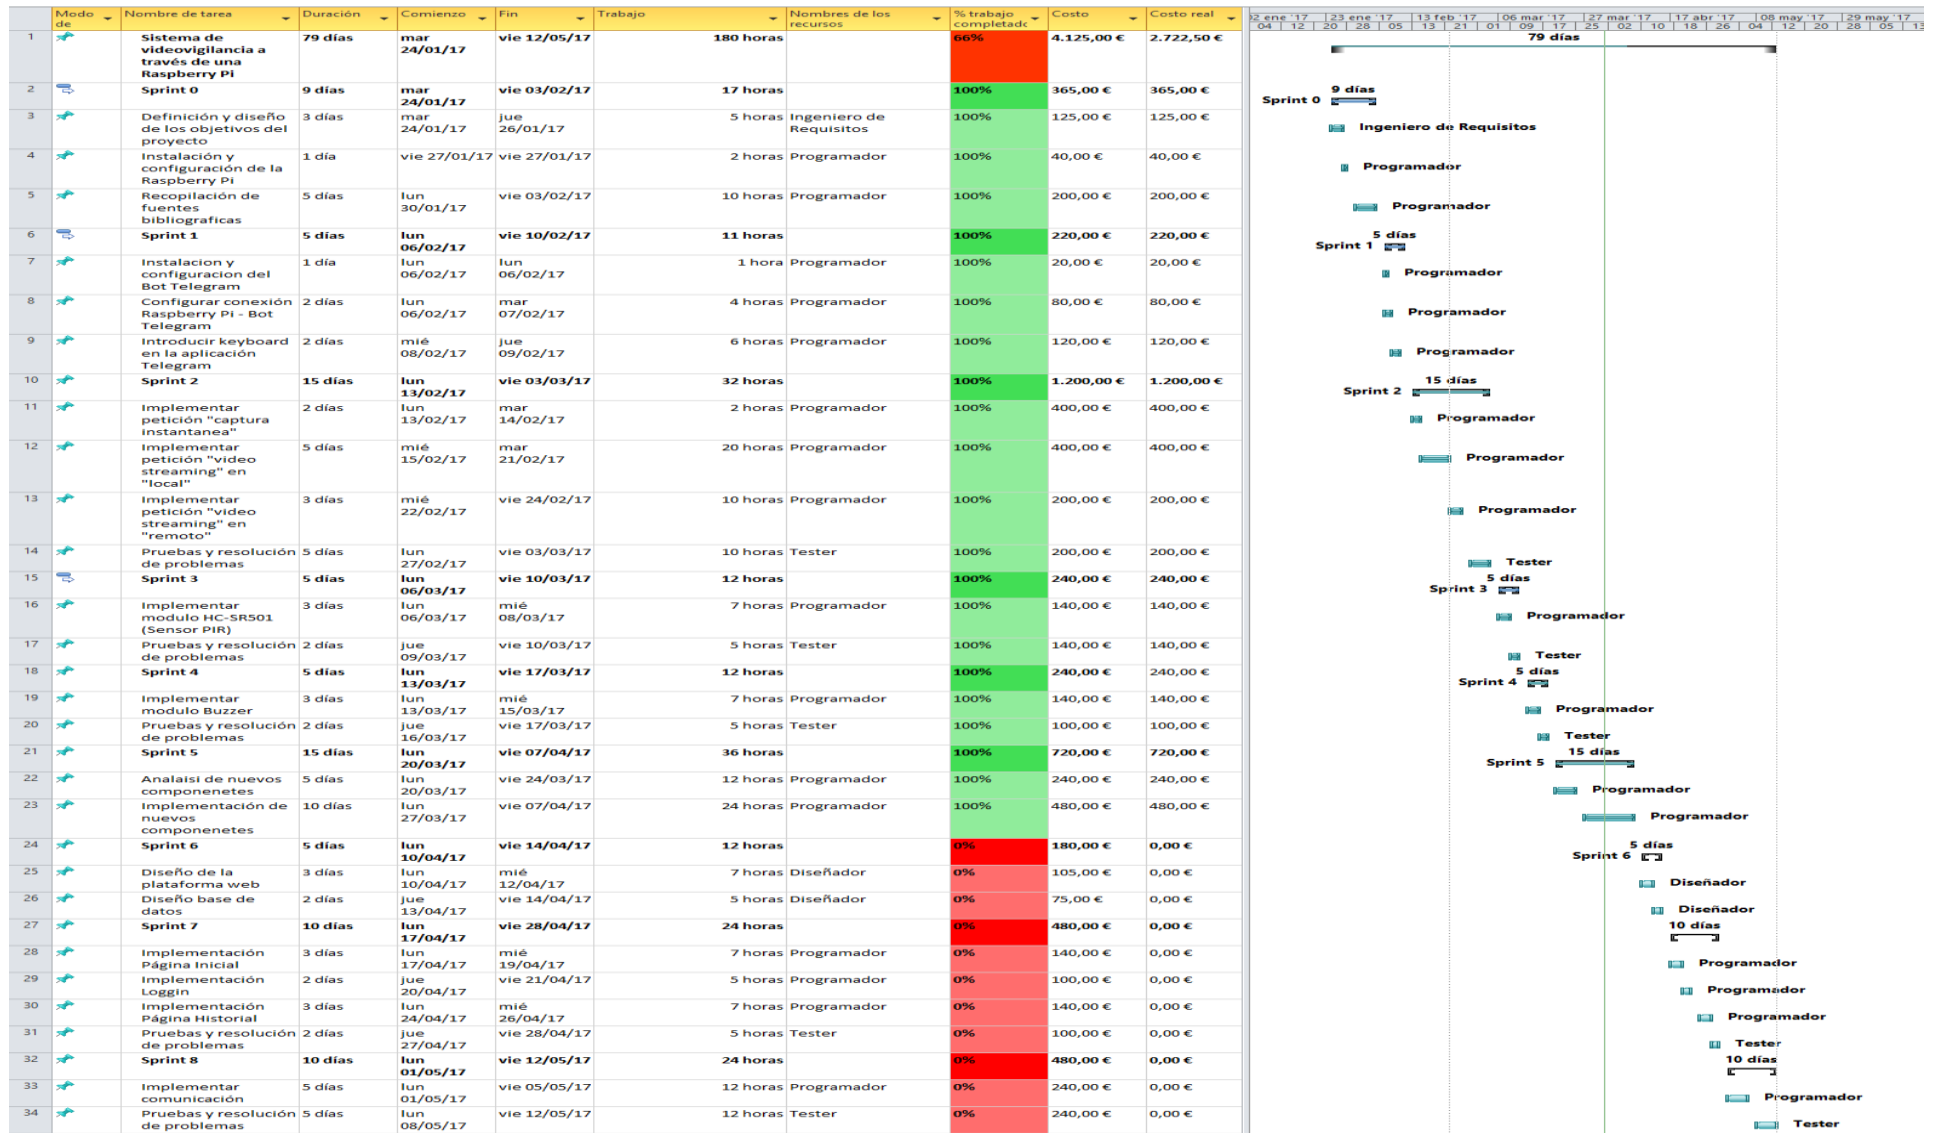 Modo de	Nombre de tarea	Duración	Comienzo	Fin	Trabajo	Nombres de los recursos	% trabajo completado	Costo	Costo real
02 ene '17	23 ene '17	13 feb '17	06 mar '17	27 mar '17	17 abr '17	08 may '17	29 may '17
04	12	20	28	05	13	21	01	09	17	25	02	10	18	26	04	12	20	28	05	13
1	Sistema de videovigilancia a través de una Raspberry Pi	79 días	mar 24/01/17	vie 12/05/17	180 horas	66%	4.125,00 €	2.722,50 €	79 días
2	Sprint 0	9 días	mar 24/01/17	vie 03/02/17	17 horas	100%	365,00 €	365,00 €	9 días	Sprint 0
3	Definición y diseño de los objetivos del proyecto	3 días	mar 24/01/17	jue 26/01/17	5 horas	Ingeniero de Requisitos	100%	125,00 €	125,00 €	Ingeniero de Requisitos
4	Instalación y configuración de la Raspberry Pi	1 día	vie 27/01/17	vie 27/01/17	2 horas	Programador	100%	40,00 €	40,00 €	Programador
5	Recopilación de fuentes bibliograficas	5 días	lun 30/01/17	vie 03/02/17	10 horas	Programador	100%	200,00 €	200,00 €	Programador
6	Sprint 1	5 días	lun 06/02/17	vie 10/02/17	11 horas	100%	220,00 €	220,00 €	5 días	Sprint 1
7	Instalacion y configuracion del Bot Telegram	1 día	lun 06/02/17	lun 06/02/17	1 hora	Programador	100%	20,00 €	20,00 €	Programador
8	Configurar conexión Raspberry Pi - Bot Telegram	2 días	lun 06/02/17	mar 07/02/17	4 horas	Programador	100%	80,00 €	80,00 €	Programador
9	Introducir keyboard en la aplicación Telegram	2 días	mié 08/02/17	jue 09/02/17	6 horas	Programador	100%	120,00 €	120,00 €	Programador
10	Sprint 2	15 días	lun 13/02/17	vie 03/03/17	32 horas	100%	1.200,00 €	1.200,00 €	15 días	Sprint 2
11	Implementar petición "captura instantanea"	2 días	lun 13/02/17	mar 14/02/17	2 horas	Programador	100%	400,00 €	400,00 €	Programador
12	Implementar petición "video streaming" en "local"	5 días	mié 15/02/17	mar 21/02/17	20 horas	Programador	100%	400,00 €	400,00 €	Programador
13	Implementar petición "video streaming" en "remoto"	3 días	mié 22/02/17	vie 24/02/17	10 horas	Programador	100%	200,00 €	200,00 €	Programador
14	Pruebas y resolución de problemas	5 días	lun 27/02/17	vie 03/03/17	10 horas	Tester	100%	200,00 €	200,00 €	Tester
15	Sprint 3	5 días	lun 06/03/17	vie 10/03/17	12 horas	100%	240,00 €	240,00 €	5 días	Sprint 3
16	Implementar modulo HC-SR501 (Sensor PIR)	3 días	lun 06/03/17	mié 08/03/17	7 horas	Programador	100%	140,00 €	140,00 €	Programador
17	Pruebas y resolución de problemas	2 días	jue 09/03/17	vie 10/03/17	5 horas	Tester	100%	140,00 €	140,00 €	Tester
18	Sprint 4	5 días	lun 13/03/17	vie 17/03/17	12 horas	100%	240,00 €	240,00 €	5 días	Sprint 4
19	Implementar modulo Buzzer	3 días	lun 13/03/17	mié 15/03/17	7 horas	Programador	100%	140,00 €	140,00 €	Programador
20	Pruebas y resolución de problemas	2 días	jue 16/03/17	vie 17/03/17	5 horas	Tester	100%	100,00 €	100,00 €	Tester
21	Sprint 5	15 días	lun 20/03/17	vie 07/04/17	36 horas	100%	720,00 €	720,00 €	15 días	Sprint 5
22	Analaisi de nuevos componenetes	5 días	lun 20/03/17	vie 24/03/17	12 horas	Programador	100%	240,00 €	240,00 €	Programador
23	Implementación de nuevos componenetes	10 días	lun 27/03/17	vie 07/04/17	24 horas	Programador	100%	480,00 €	480,00 €	Programador
24	Sprint 6	5 días	lun 10/04/17	vie 14/04/17	12 horas	0%	180,00 €	0,00 €	5 días	Sprint 6
25	Diseño de la plataforma web	3 días	lun 10/04/17	mié 12/04/17	7 horas	Diseñador	0%	105,00 €	0,00 €	Diseñador
26	Diseño base de datos	2 días	jue 13/04/17	vie 14/04/17	5 horas	Diseñador	0%	75,00 €	0,00 €	Diseñador
27	Sprint 7	10 días	lun 17/04/17	vie 28/04/17	24 horas	0%	480,00 €	0,00 €	10 días
28	Implementación Página Inicial	3 días	lun 17/04/17	mié 19/04/17	7 horas	Programador	0%	140,00 €	0,00 €	Programador
29	Implementación Loggin	2 días	jue 20/04/17	vie 21/04/17	5 horas	Programador	0%	100,00 €	0,00 €	Programador
30	Implementación Página Historial	3 días	lun 24/04/17	mié 26/04/17	7 horas	Programador	0%	140,00 €	0,00 €	Programador
31	Pruebas y resolución de problemas	2 días	jue 27/04/17	vie 28/04/17	5 horas	Tester	0%	100,00 €	0,00 €	Tester
32	Sprint 8	10 días	lun 01/05/17	vie 12/05/17	24 horas	0%	480,00 €	0,00 €	10 días
33	Implementar comunicación	5 días	lun 01/05/17	vie 05/05/17	12 horas	Programador	0%	240,00 €	0,00 €	Programador
34	Pruebas y resolución de problemas	5 días	lun 08/05/17	vie 12/05/17	12 horas	Tester	0%	240,00 €	0,00 €	Tester